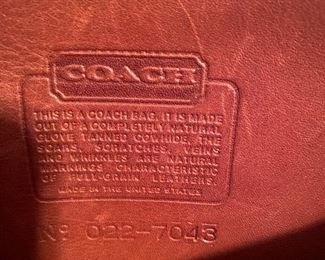 COACH
THIS IS A COACH BAG. IT IS MADE
OUT OF A COMPLETELY NATURAL
GLOVE TANNED COWHIDE, THE
SCARS, SCRATCHES, VEINS
AND WRINKLES ARE NATURAL
MARKINGS CHARACTERISTIC
OF FULL-GRAIN LEATHERS.
MADE IN THE UNITED STATES
Nº 022-7043